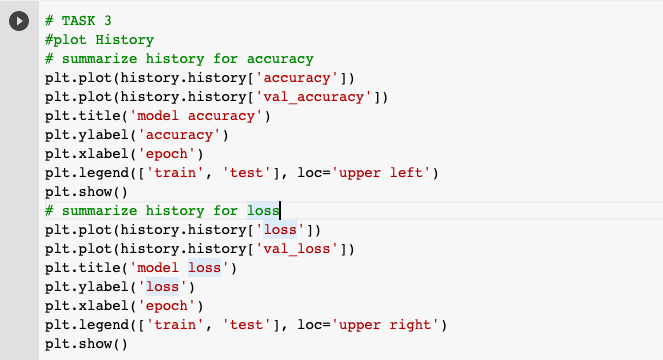 # TASK 3
#plot History
# summarize history for accuracy
plt.plot(history.history['accuracy'])
plt.plot(history.history['val_accuracy'])
plt.title('model accuracy')
plt.ylabel('accuracy')
plt.xlabel('epoch')
plt.legend(['train', 'test'], loc='upper left')
plt.show()
# summarize history for loss
plt.plot(history.history['loss'])
plt.plot(history.history['val_loss'])
plt.title('model loss')
plt.ylabel('loss')
plt.xlabel('epoch')
plt.legend(['train', 'test'], loc='upper right')
plt.show()